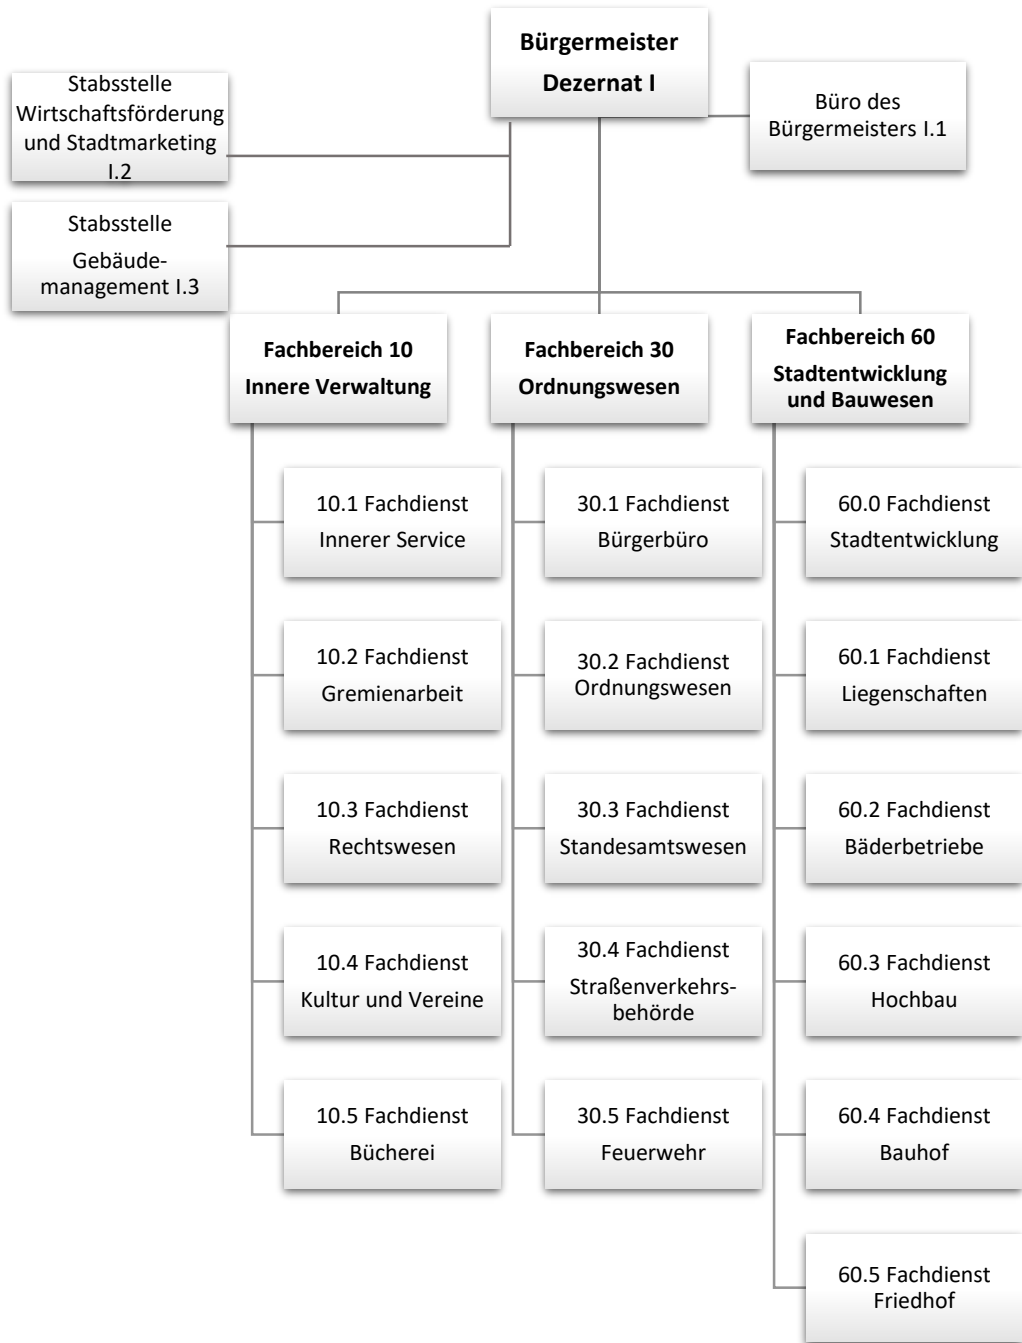 Bürgermeister
Dezernat I
Stabsstelle
Wirtschaftsförderung
und Stadtmarketing
I.2
Büro des
Bürgermeisters I.1
Stabsstelle
Gebäude-
management I.3
Fachbereich 10
Innere Verwaltung
Fachbereich 30
Ordnungswesen
Fachbereich 60
Stadtentwicklung
und Bauwesen
10.1 Fachdienst
Innerer Service
10.2 Fachdienst
Gremienarbeit
10.3 Fachdienst
Rechtswesen
10.4 Fachdienst
Kultur und Vereine
10.5 Fachdienst
Bücherei
30.1 Fachdienst
Bürgerbüro
30.2 Fachdienst
Ordnungswesen
30.3 Fachdienst
Standesamtswesen
30.4 Fachdienst
Straßenverkehrs-
behörde
30.5 Fachdienst
Feuerwehr
60.0 Fachdienst
Stadtentwicklung
60.1 Fachdienst
Liegenschaften
60.2 Fachdienst
Bäderbetriebe
60.3 Fachdienst
Hochbau
60.4 Fachdienst
Bauhof
60.5 Fachdienst
Friedhof